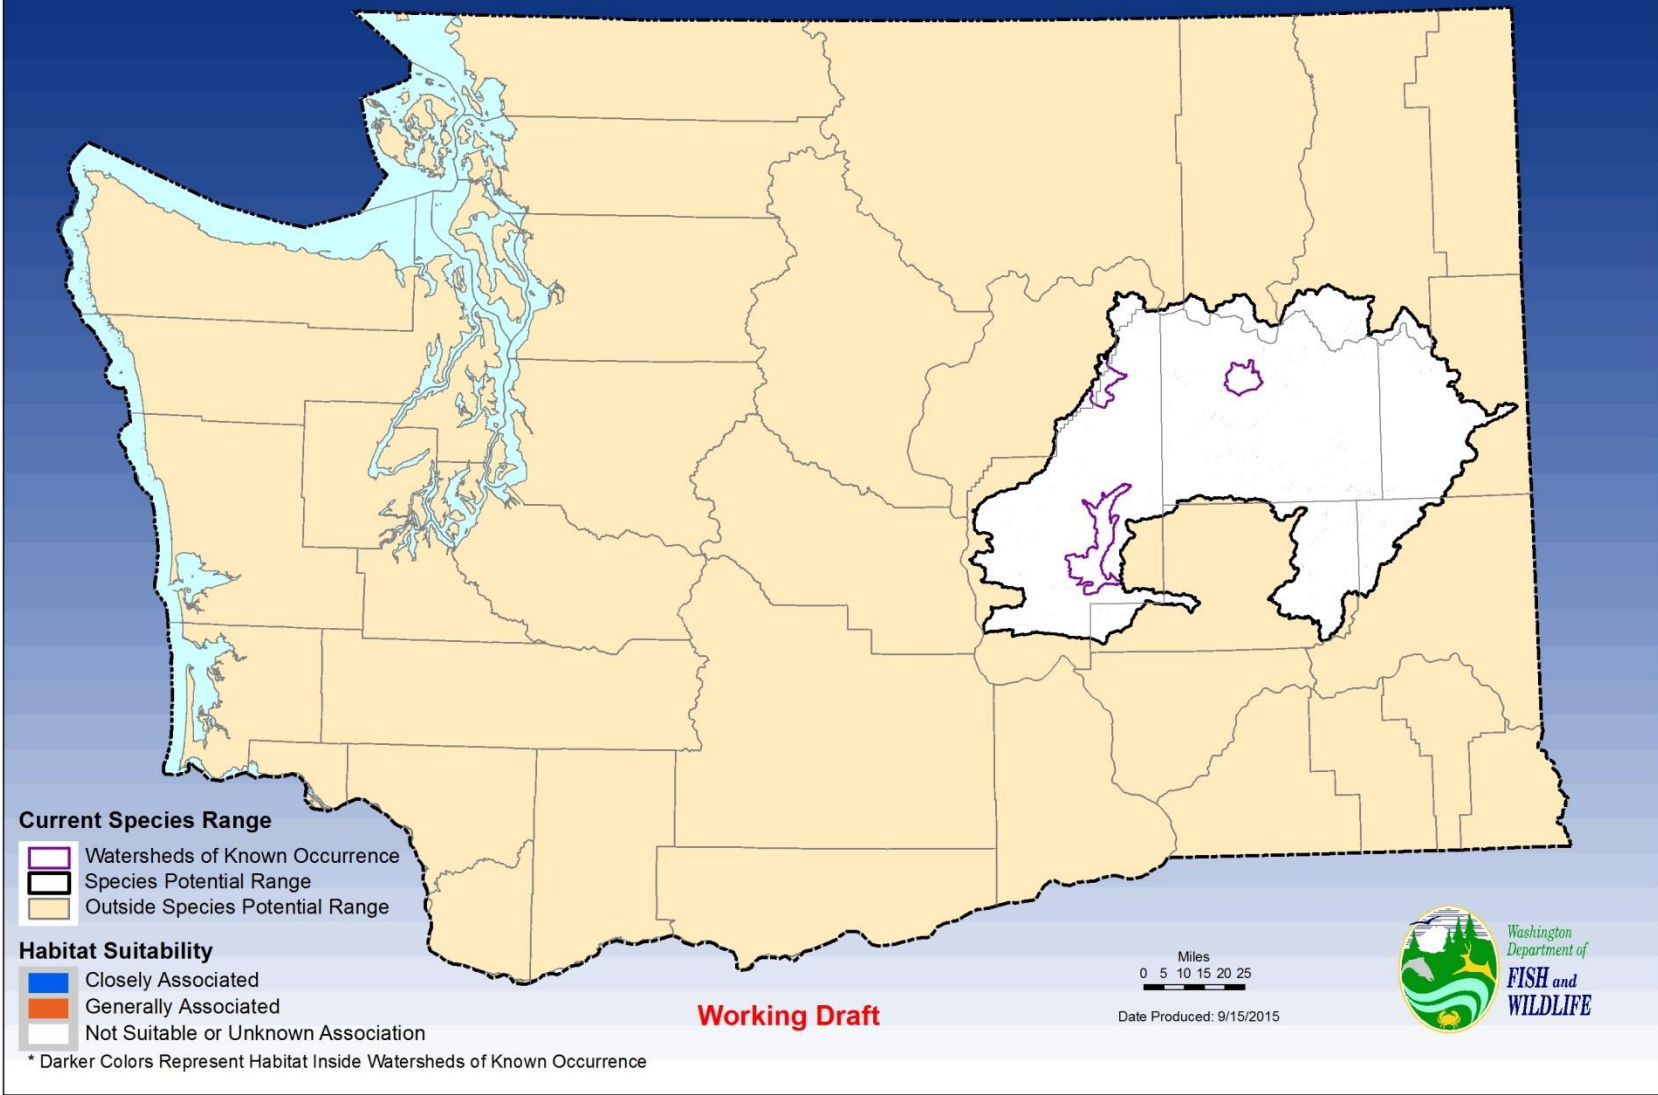 Current Species Range
Watersheds of Known Occurrence
Species Potential Range
Outside Species Potential Range
Habitat Suitability
Closely Associated
Generally Associated
Not Suitable or Unknown Association
* Darker Colors Represent Habitat Inside Watersheds of Known Occurrence
Working Draft
Miles
0 5 10 15 20 25
Date Produced: 9/15/2015
Washington
Department of
FISH and
WILDLIFE